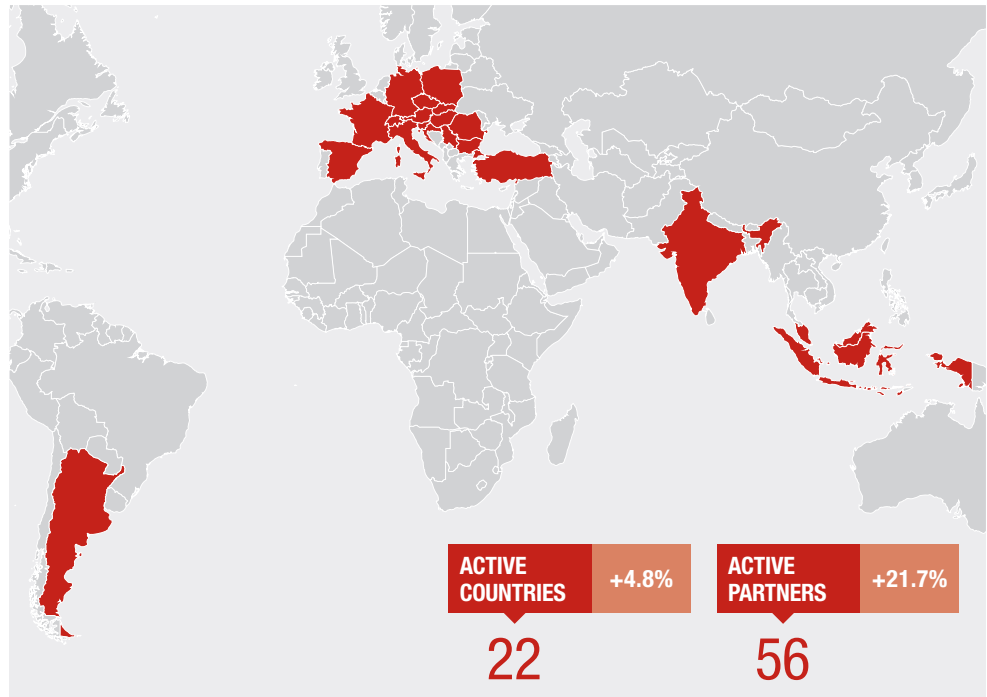 ACTIVE
COUNTRIES
+4.8%
22
ACTIVE
PARTNERS
+21.7%
56